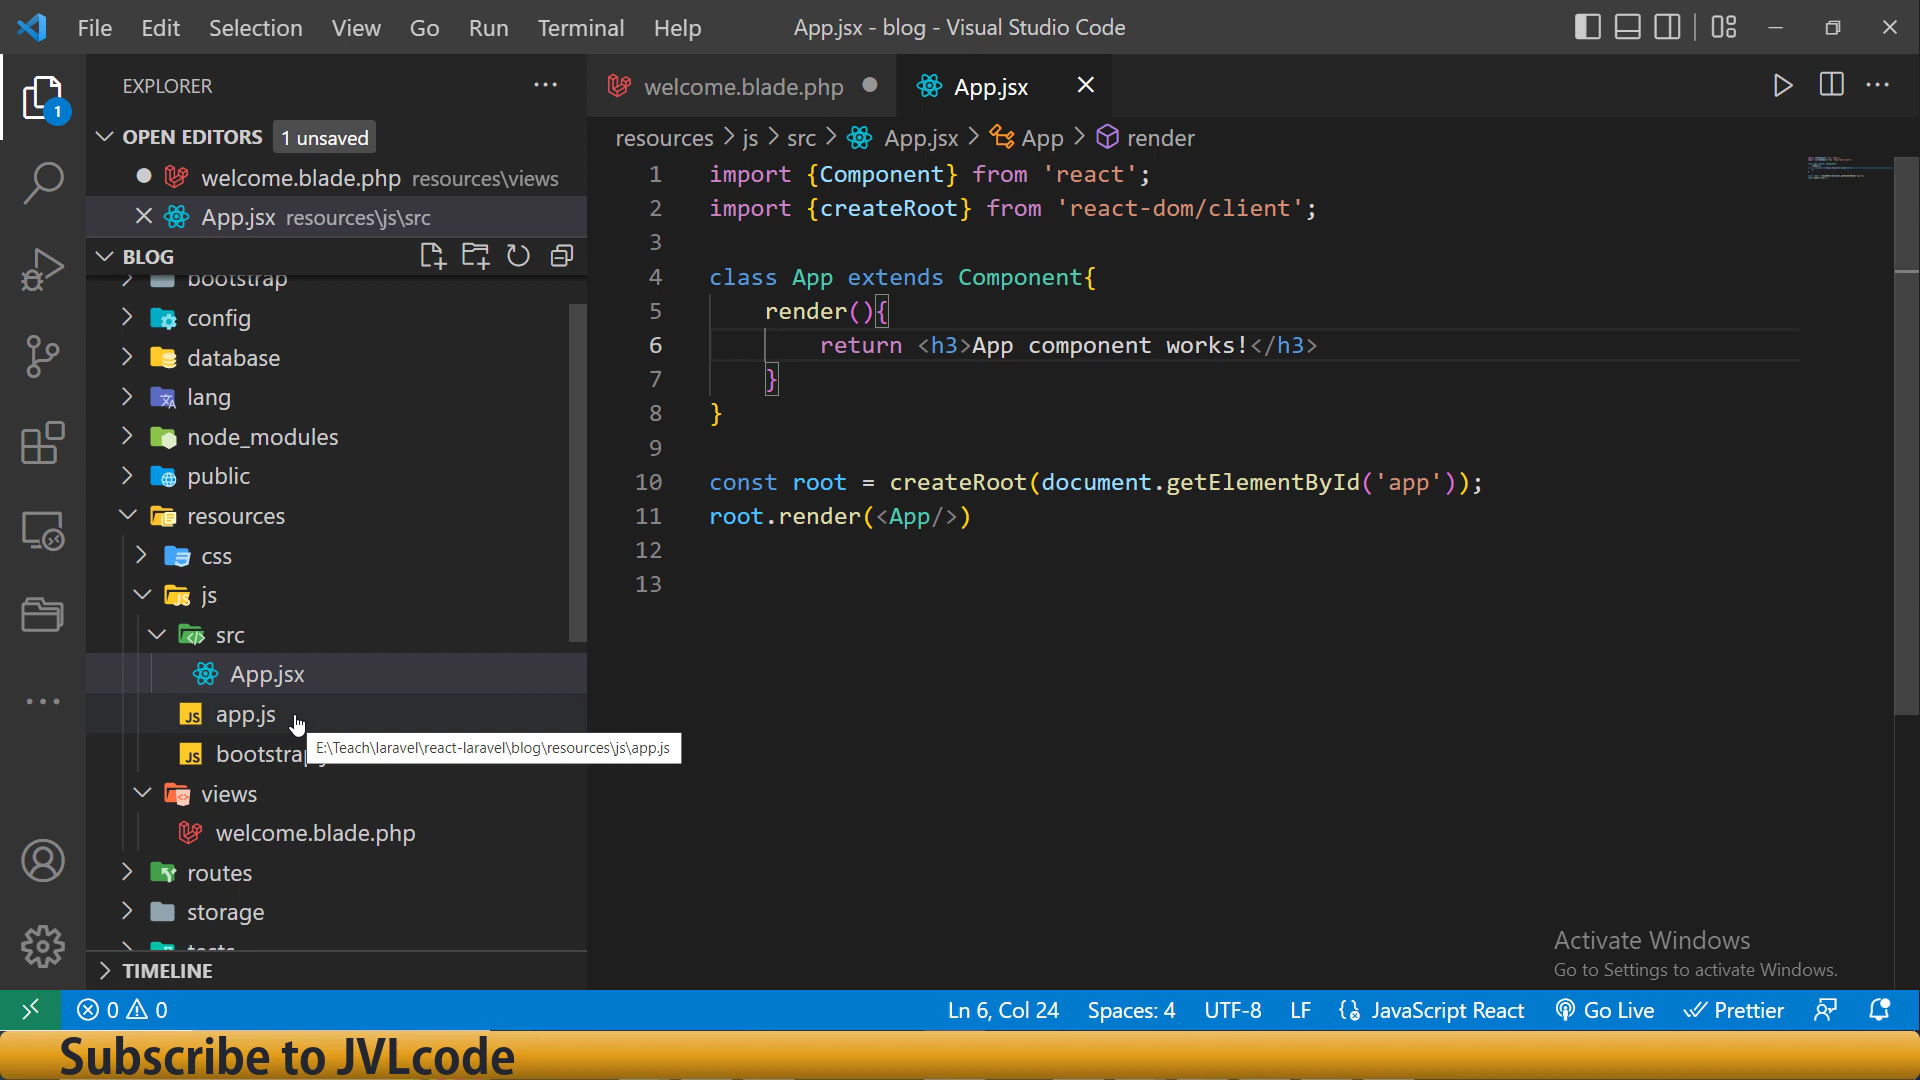 File Edit Selection View Go Run Terminal Help App.jsx - blog - Visual Studio Code
EXPLORER
OPEN EDITORS 1 unsaved
welcome.blade.php resources\views
App.jsx resources\js\src
BLOG
bootstrap
config
database
lang
node_modules
public
resources
css
js
src
App.jsx
app.js
E:\Teach\laravel\react-laravel\blog\resources\js\app.js
views
welcome.blade.php
routes
storage
tests
TIMELINE
1
welcome.blade.php App.jsx
resources > js > src > App.jsx > App > render
1 import {Component} from 'react';
2 import {createRoot} from 'react-dom/client';
3
4 class App extends Component{
5 render(){
6 return <h3>App component works!</h3>
7 }
8 }
9
10 const root = createRoot(document.getElementById('app'));
11 root.render(<App/>)
12
13
Activate Windows
Go to Settings to activate Windows.
0 0 Ln 6, Col 24 Spaces: 4 UTF-8 LF JavaScript React Go Live Prettier
Subscribe to JVLcode